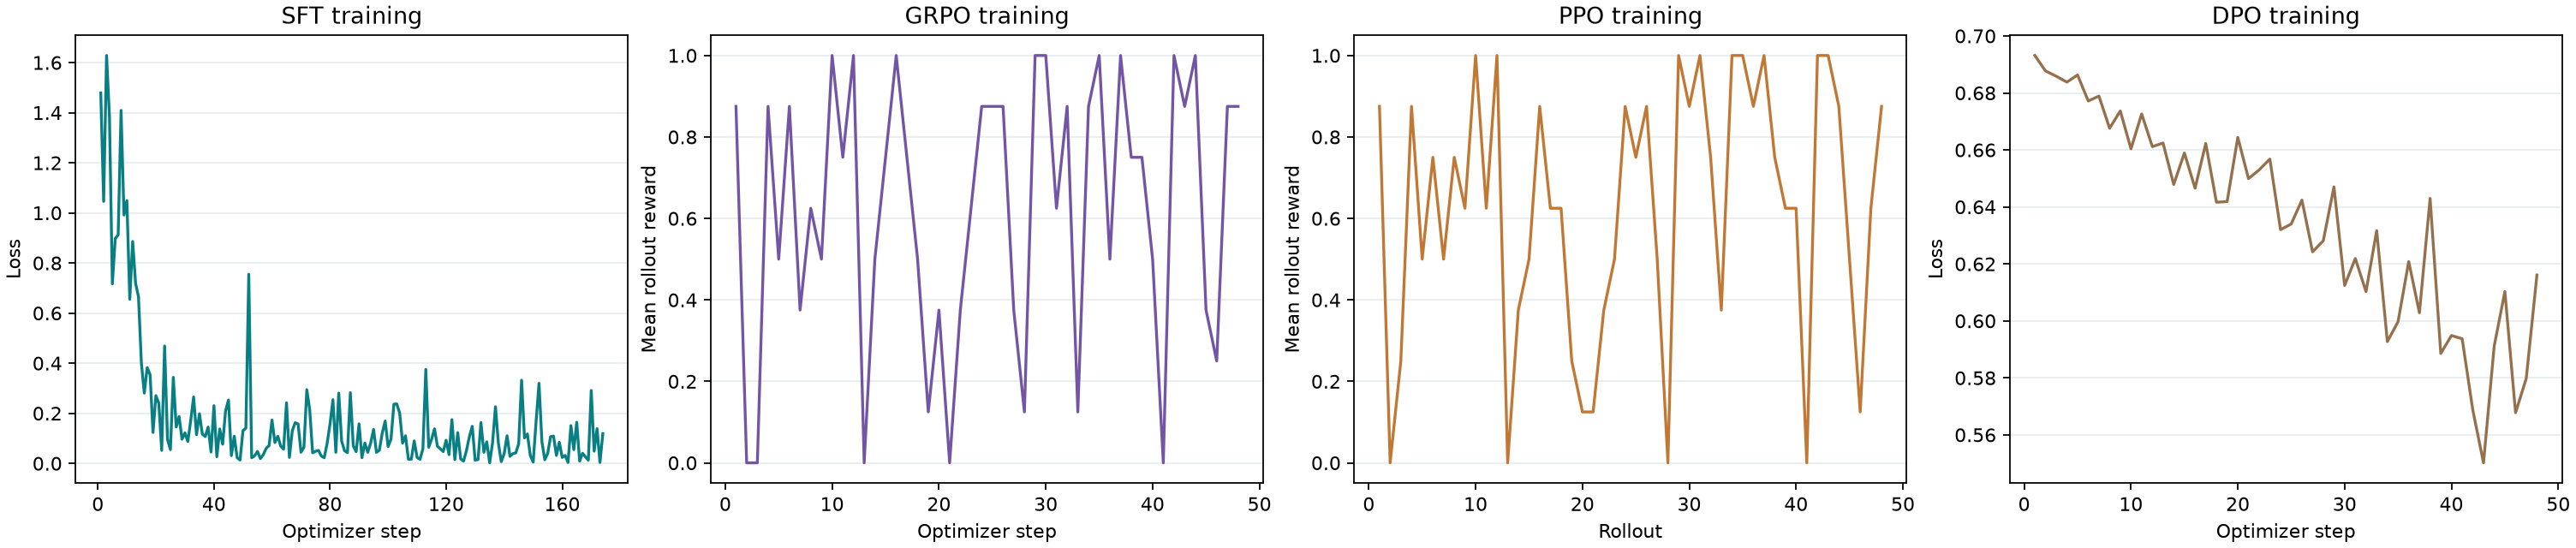 SFT training
Loss
1.6
1.4
1.2
1.0
0.8
0.6
0.4
0.2
0.0
0 40 80 120 160
Optimizer step
GRPO training
Mean rollout reward
1.0
0.8
0.6
0.4
0.2
0.0
0 10 20 30 40 50
Optimizer step
PPO training
Mean rollout reward
1.0
0.8
0.6
0.4
0.2
0.0
0 10 20 30 40 50
Rollout
DPO training
Loss
0.70
0.68
0.66
0.64
0.62
0.60
0.58
0.56
0 10 20 30 40 50
Optimizer step